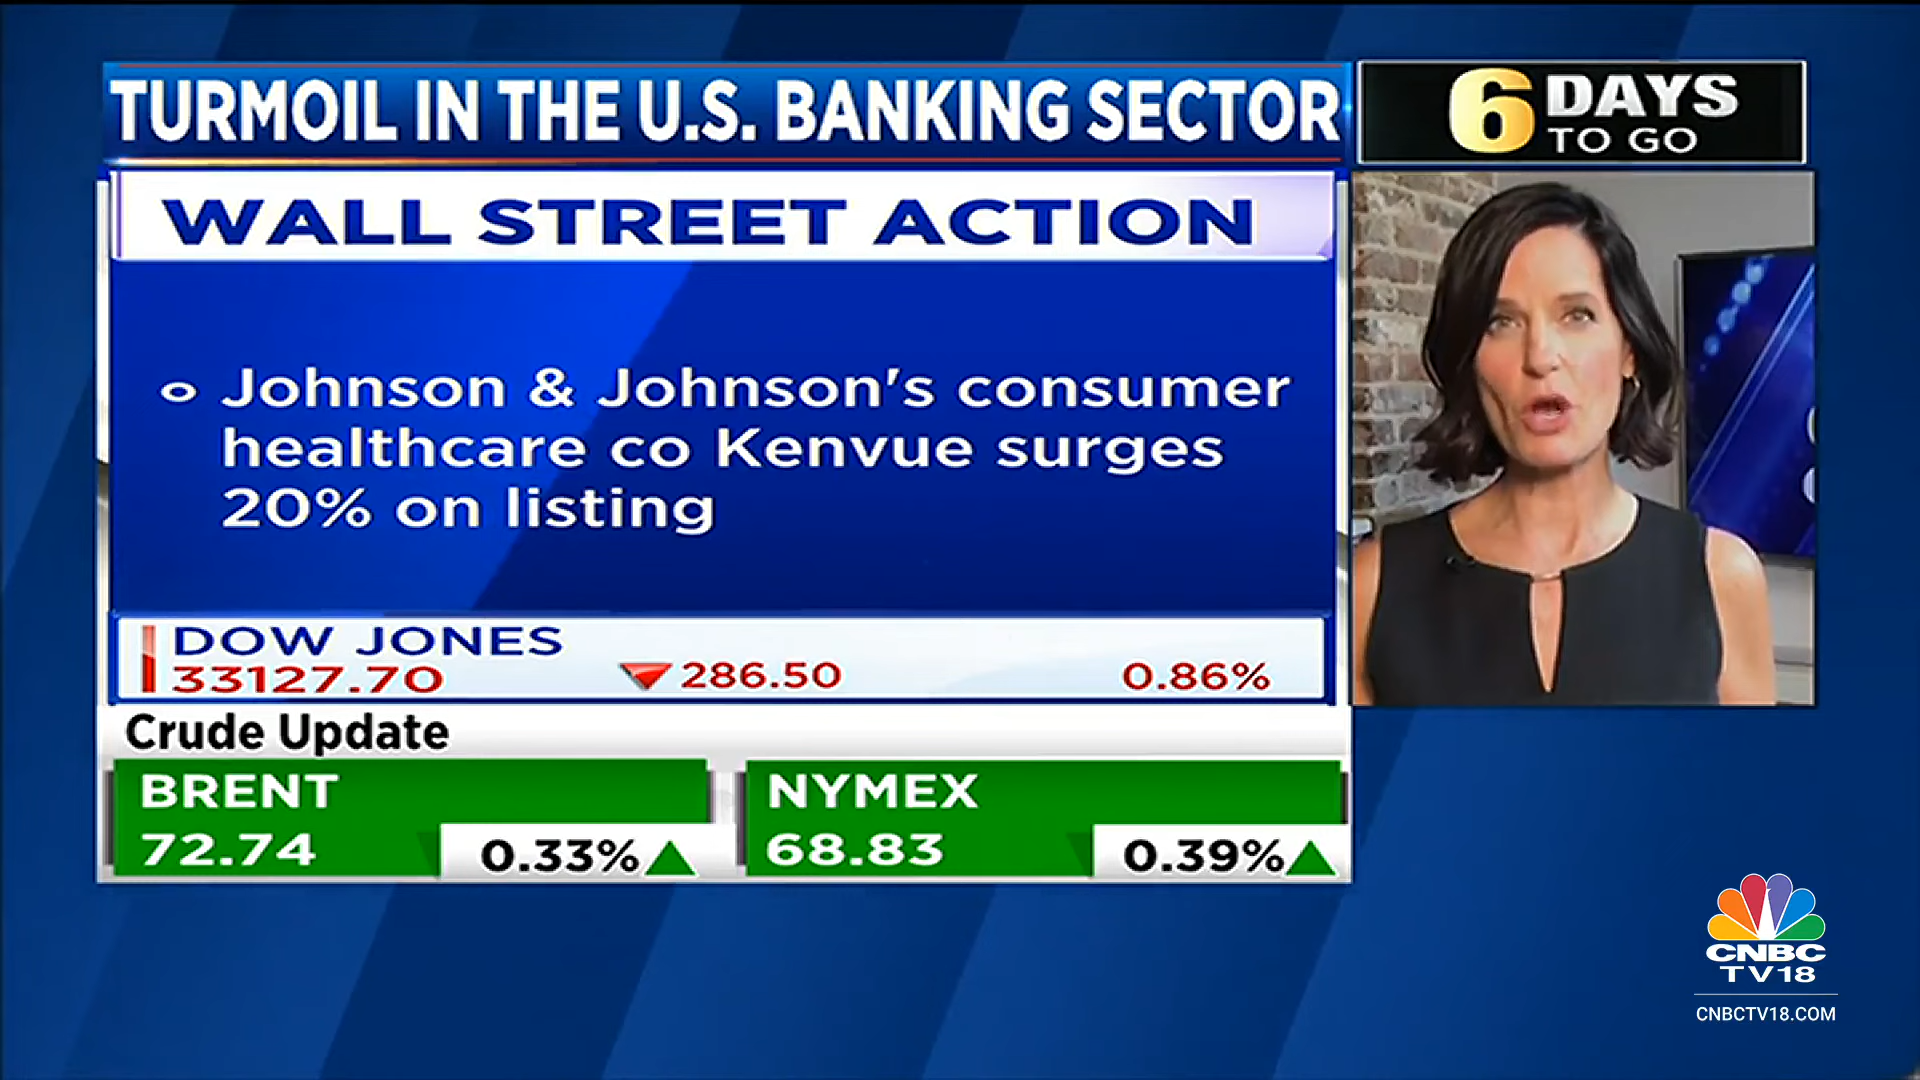 TURMOIL IN THE U.S. BANKING SECTOR
6 DAYS
TO GO
WALL STREET ACTION
Johnson & Johnson's consumer
healthcare co Kenvue surges
20% on listing
DOW JONES
33127.70 286.50 0.86%
Crude Update
BRENT
72.74 0.33%
NYMEX
68.83 0.39%
CNBC
TV18
CNBCTV18.COM